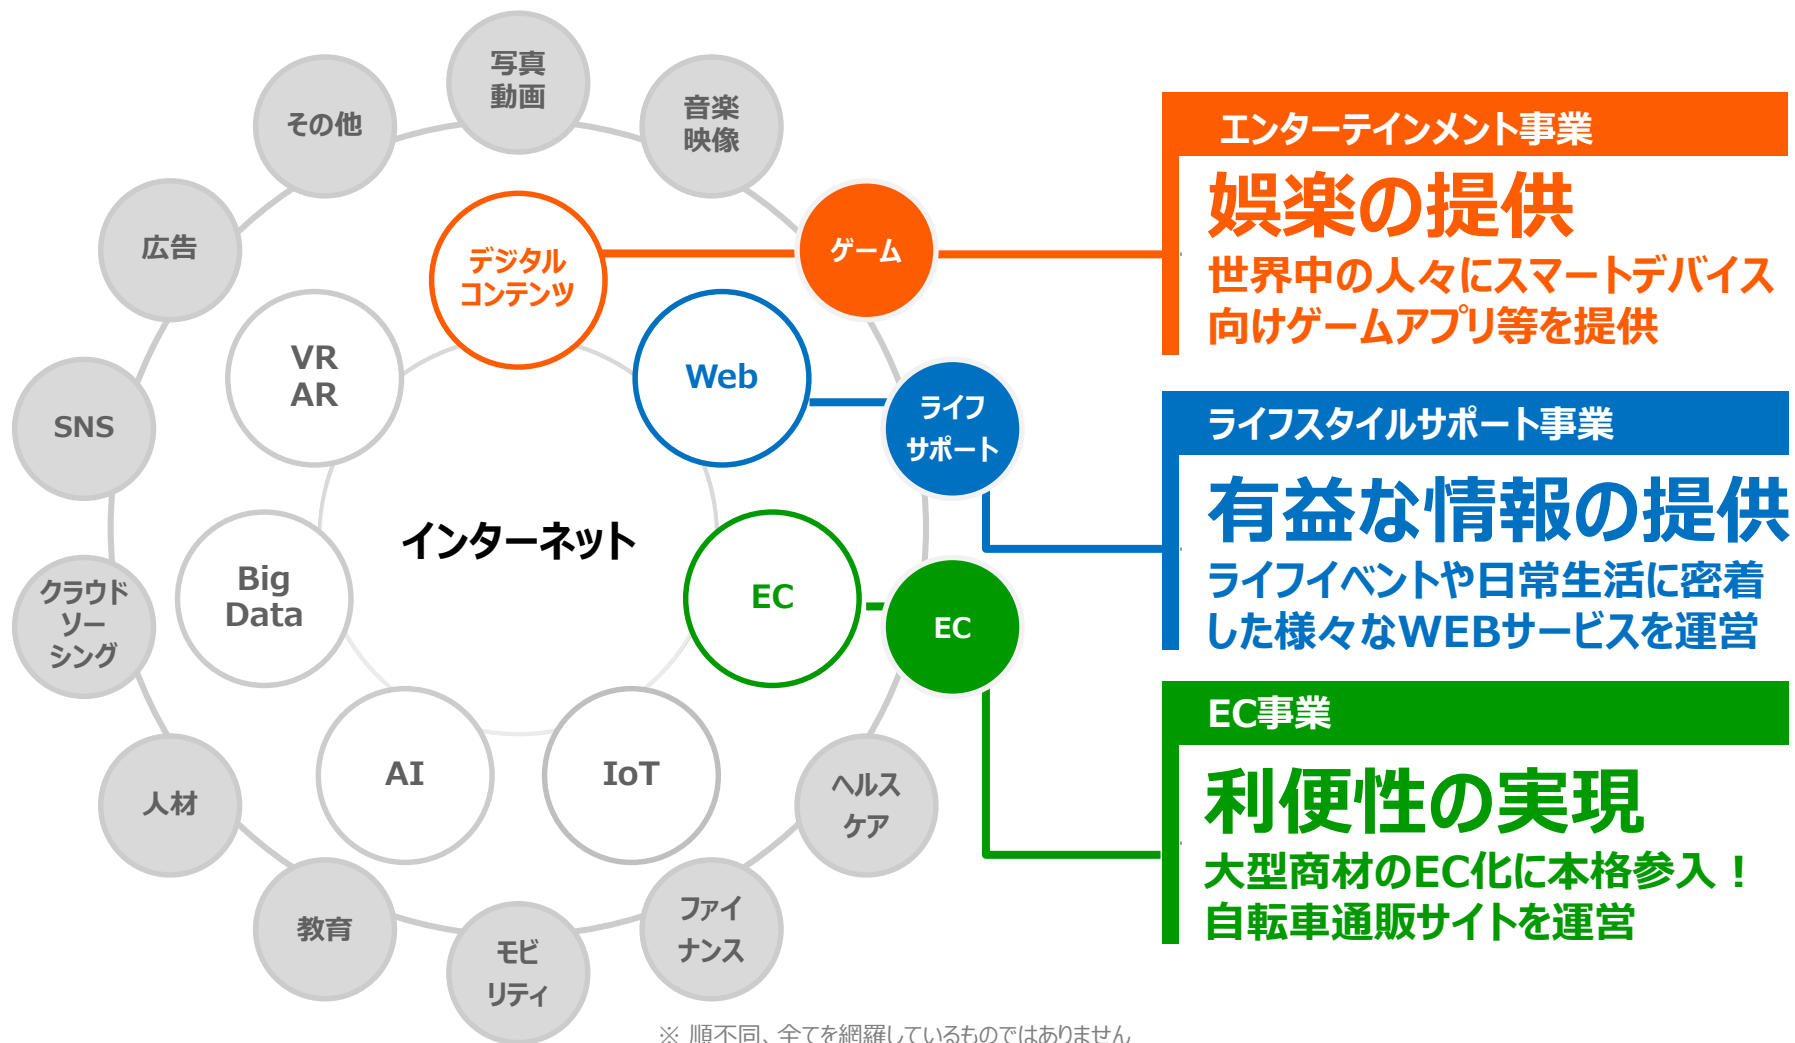 写真
動画
音楽
映像
その他
広告
SNS
クラウド
ソー
シング
人材
教育
モビ
リティ
ファイ
ナンス
ヘルス
ケア
EC
ライフ
サポート
ゲーム
デジタル
コンテンツ
Web
EC
IoT
AI
Big
Data
VR
AR
インターネット
エンターテインメント事業
娯楽の提供
世界中の人々にスマートデバイス
向けゲームアプリ等を提供
ライフスタイルサポート事業
有益な情報の提供
ライフイベントや日常生活に密着
した様々なWEBサービスを運営
EC事業
利便性の実現
大型商材のEC化に本格参入！
自転車通販サイトを運営
※ 順不同、全てを網羅しているものではありません